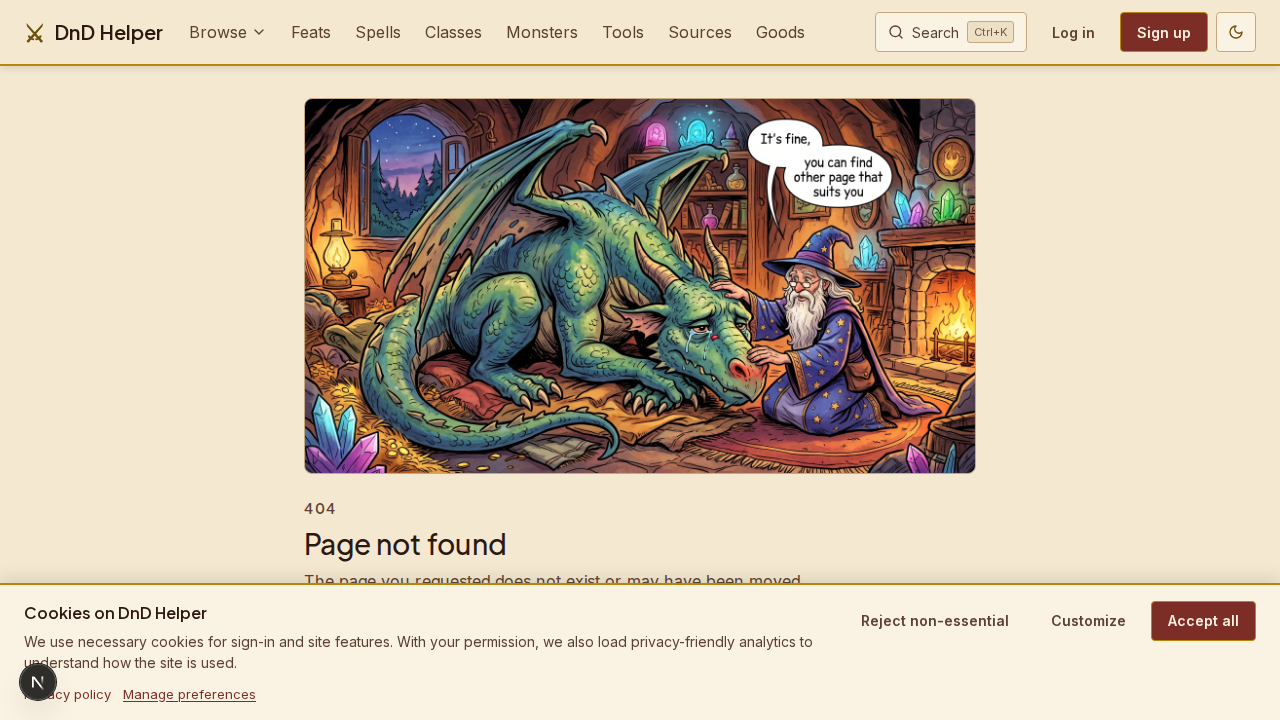 DnD Helper
Browse
Feats
Spells
Classes
Monsters
Tools
Sources
Goods
Search
Ctrl+K
Log in
Sign up
It's fine,
you can find
other page that
suits you
404
Page not found
The page you requested does not exist or may have been moved
Cookies on DnD Helper
We use necessary cookies for sign-in and site features. With your permission, we also load privacy-friendly analytics to
understand how the site is used.
policy
Manage preferences
Reject non-essential
Customize
Accept all